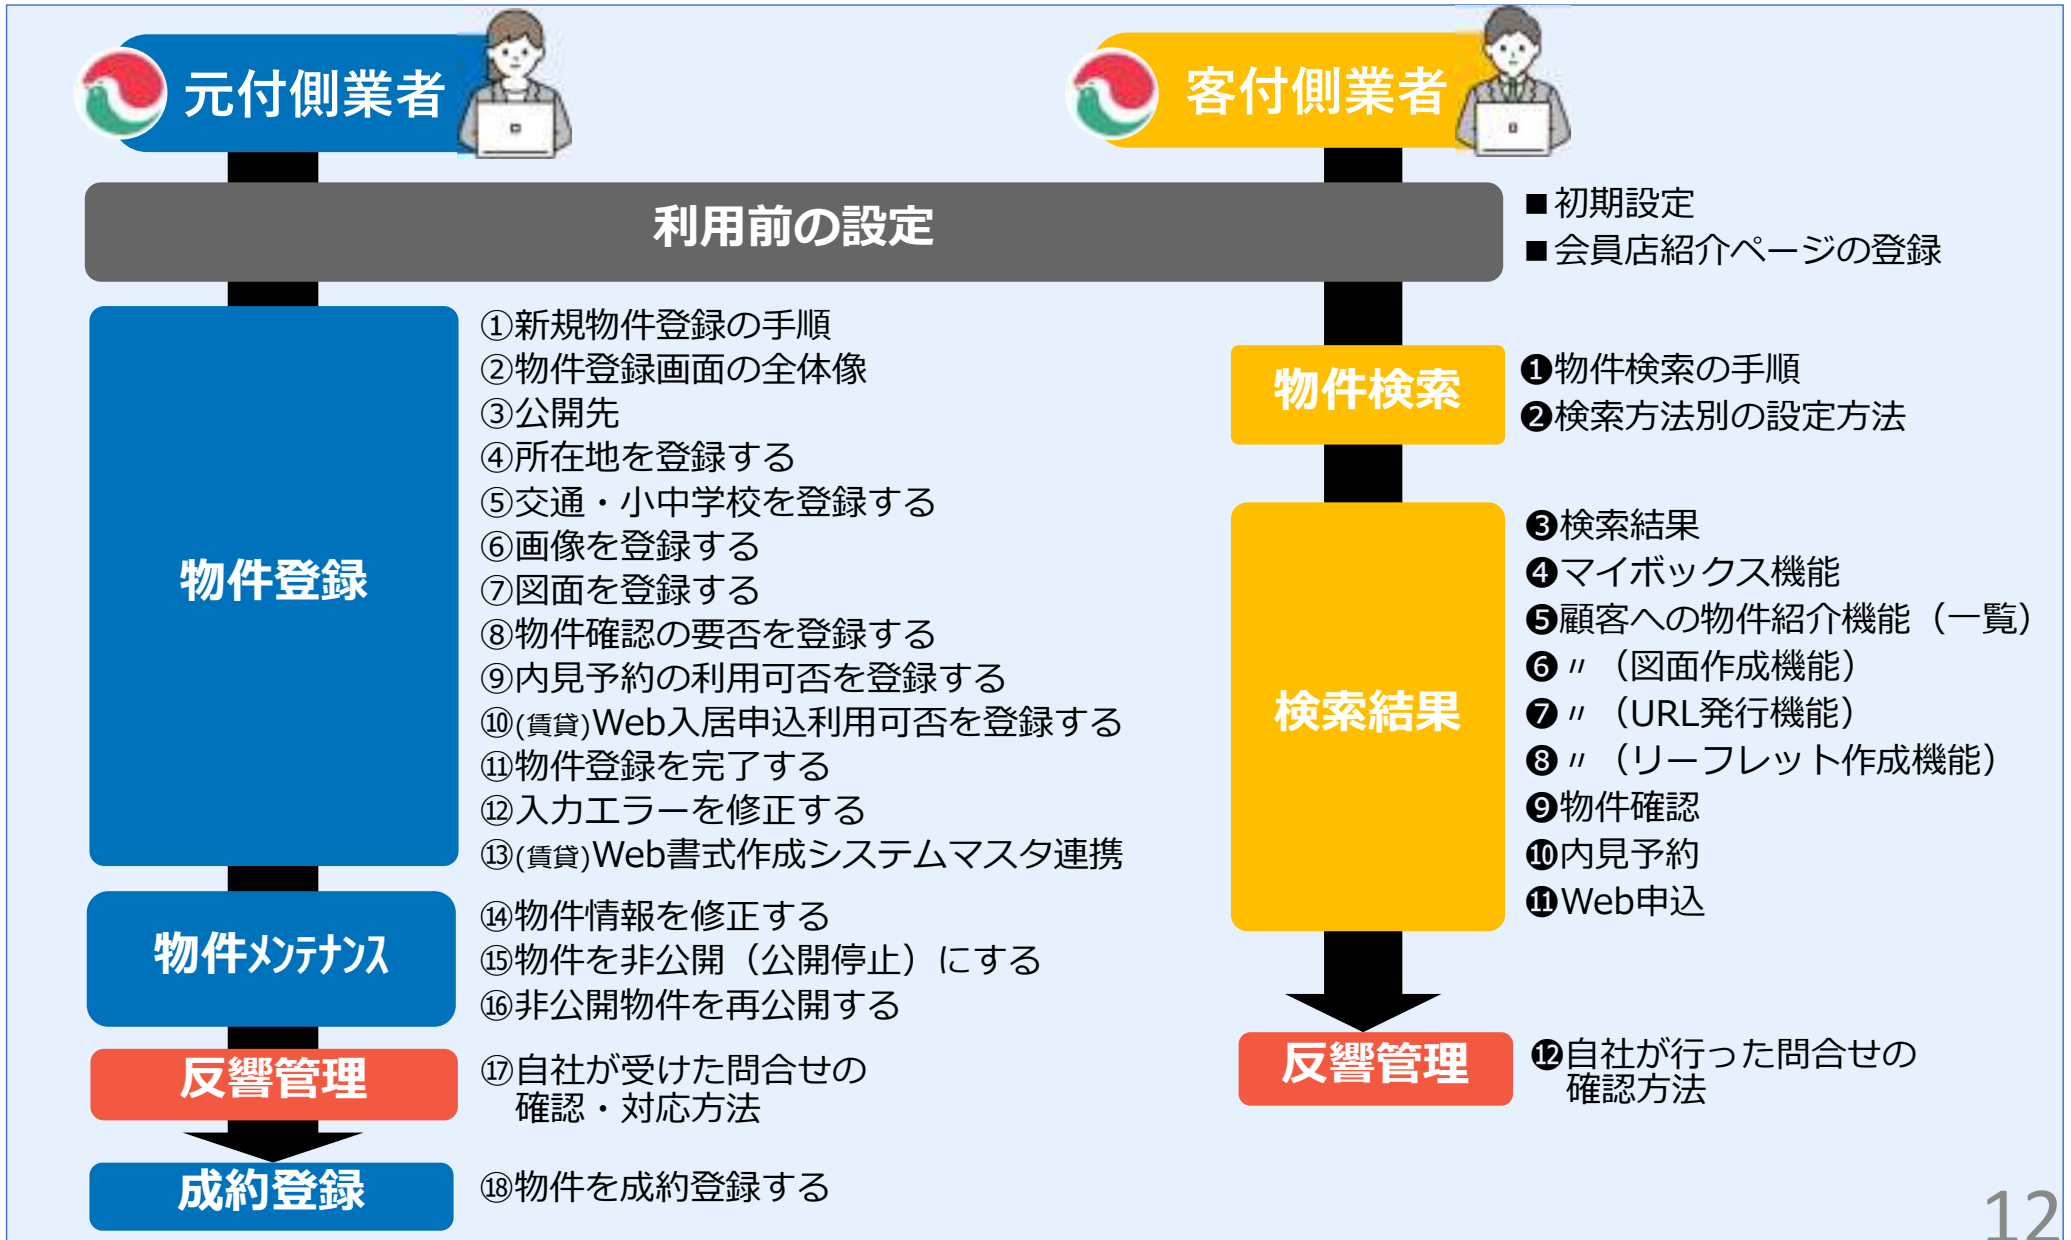 元付側業者
客付側業者
利用前の設定
■初期設定
■会員店紹介ページの登録
物件登録
①新規物件登録の手順
②物件登録画面の全体像
③公開先
④所在地を登録する
⑤交通・小中学校を登録する
⑥画像を登録する
⑦図面を登録する
⑧物件確認の要否を登録する
⑨内見予約の利用可否を登録する
⑩(賃貸)Web入居申込利用可否を登録する
⑪物件登録を完了する
⑫入力エラーを修正する
⑬(賃貸)Web書式作成システムマスタ連携
物件ﾒﾝﾃﾅﾝｽ
⑭物件情報を修正する
⑮物件を非公開（公開停止）にする
⑯非公開物件を再公開する
反響管理
⑰自社が受けた問合せの
確認・対応方法
成約登録
⑱物件を成約登録する
物件検索
❶物件検索の手順
❷検索方法別の設定方法
検索結果
❸検索結果
❹マイボックス機能
❺顧客への物件紹介機能（一覧）
❻〃（図面作成機能）
❼〃（URL発行機能）
❽〃（リーフレット作成機能）
❾物件確認
❿内見予約
⓫Web申込
反響管理
⓬自社が行った問合せの
確認方法
12